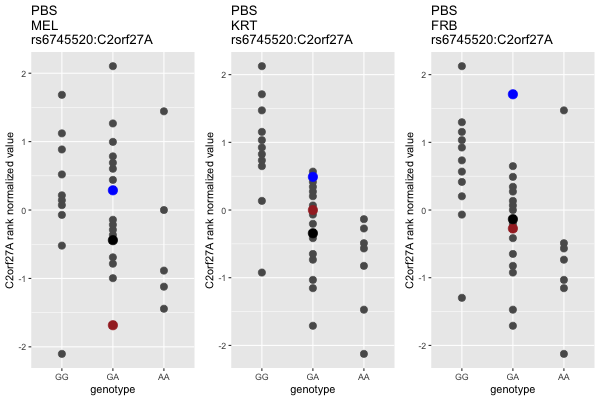 PBS
MEL
rs6745520:C2orf27A
PBS
KRT
rs6745520:C2orf27A
PBS
FRB
rs6745520:C2orf27A
C2orf27A rank normalized value
2
1
0
-1
-2
GG
GA
AA
genotype
C2orf27A rank normalized value
2
1
0
-1
-2
GG
GA
AA
genotype
C2orf27A rank normalized value
2
1
0
-1
-2
GG
GA
AA
genotype